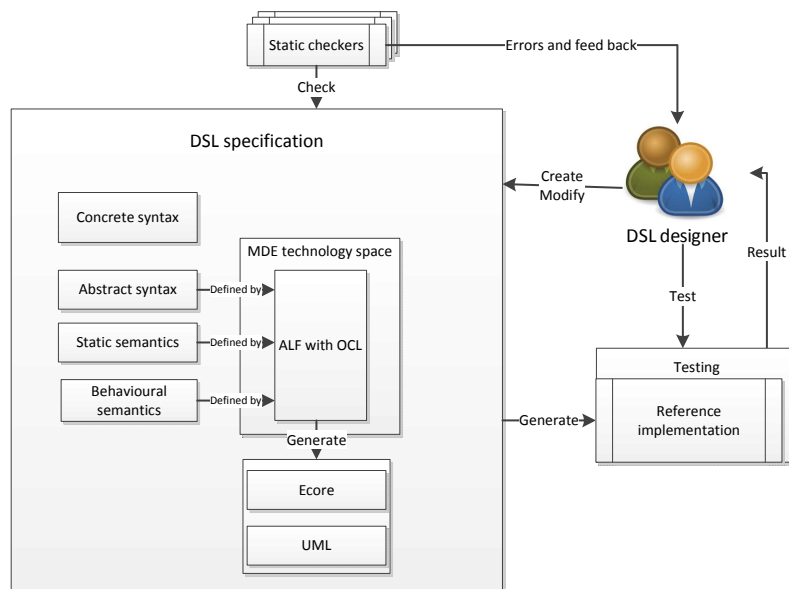 Static checkers
Errors and feed back
Check
DSL specification
Create
Modify
DSL designer
Result
Concrete syntax
MDE technology space
Abstract syntax
Defined by
Static semantics
Defined by
ALF with OCL
Behavioural
semantics
Defined by
Test
Testing
Reference
implementation
Generate
Generate
Ecore
UML